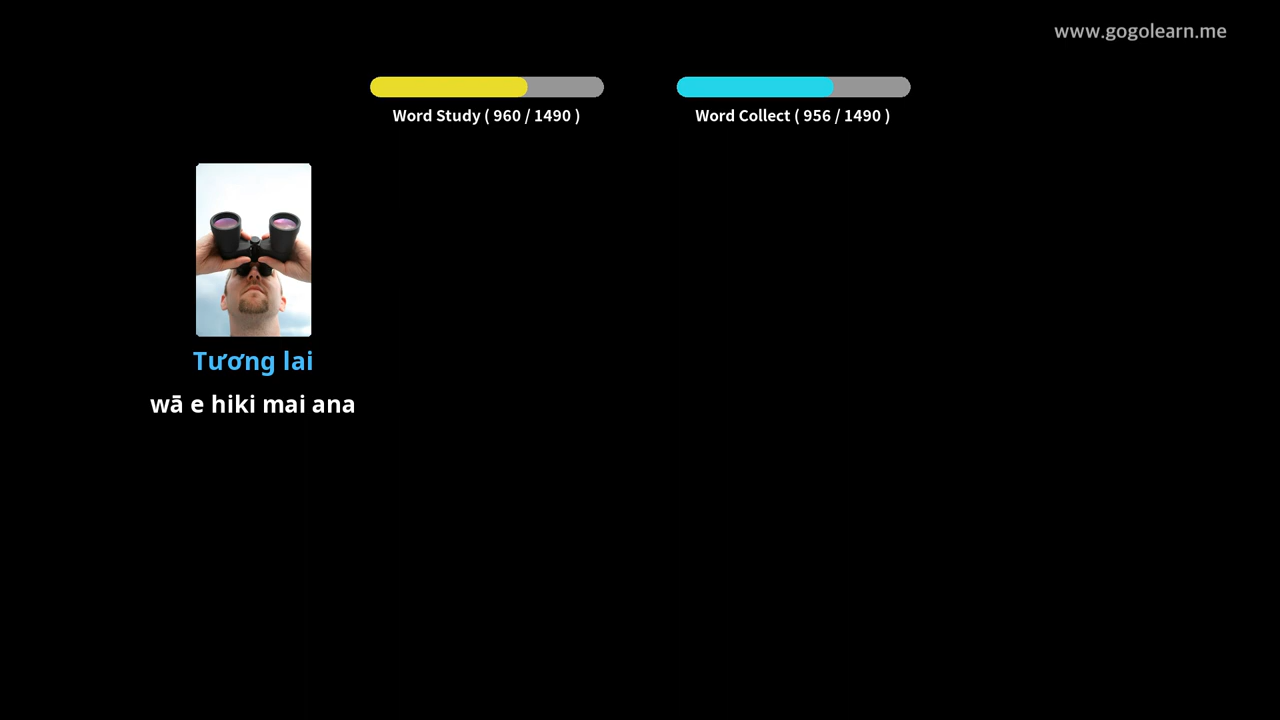 www.gogolearn.me
Word Study ( 960 / 1490 )
Word Collect ( 956 / 1490 )
Tương lai
wā e hiki mai ana